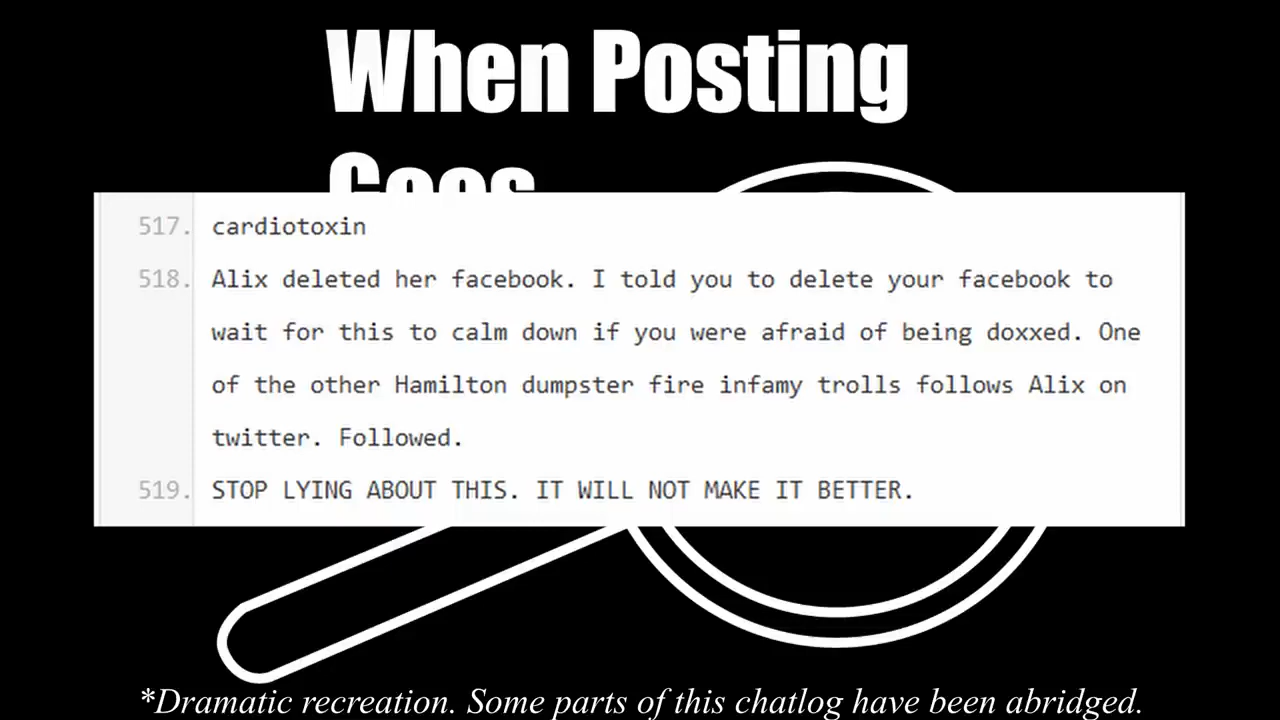 When Posting
Goes
517. cardiotoxin
518. Alix deleted her facebook. I told you to delete your facebook to
wait for this to calm down if you were afraid of being doxxed. One
of the other Hamilton dumpster fire infamy trolls follows Alix on
twitter. Followed.
519. STOP LYING ABOUT THIS. IT WILL NOT MAKE IT BETTER.
*Dramatic recreation. Some parts of this chatlog have been abridged.